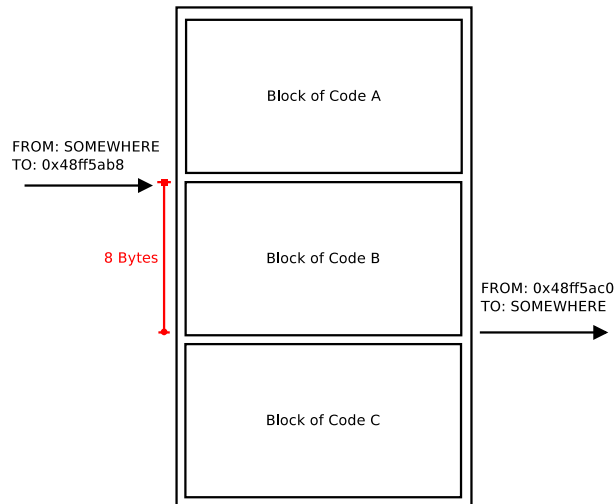 Block of Code A
FROM: SOMEWHERE
TO: 0x48ff5ab8
8 Bytes
Block of Code B
FROM: 0x48ff5ac0
TO: SOMEWHERE
Block of Code C